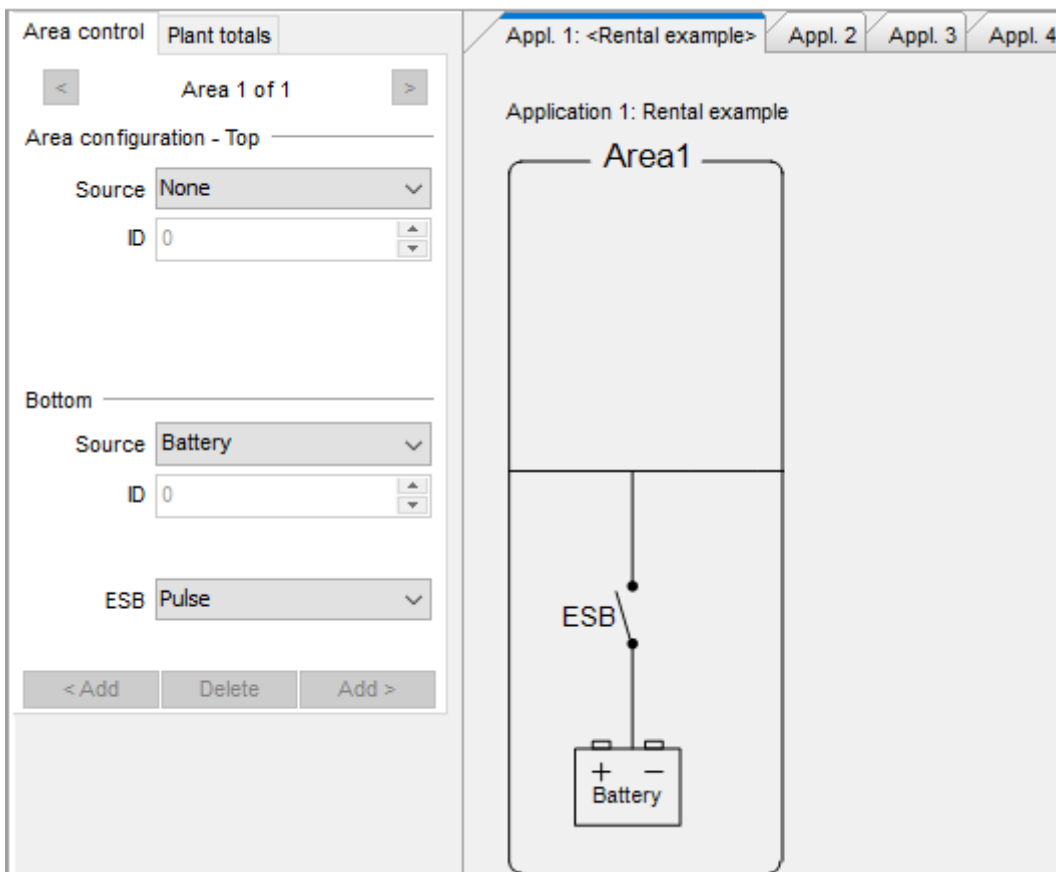 Area control
Plant totals
<
Area 1 of 1
>
Area configuration - Top
Source None
ID 0
Bottom
Source Battery
ID 0
ESB Pulse
< Add
Delete
Add >
Appl. 1: <Rental example>
Appl. 2
Appl. 3
Appl. 4
Application 1: Rental example
Area1
ESB
+ −
Battery